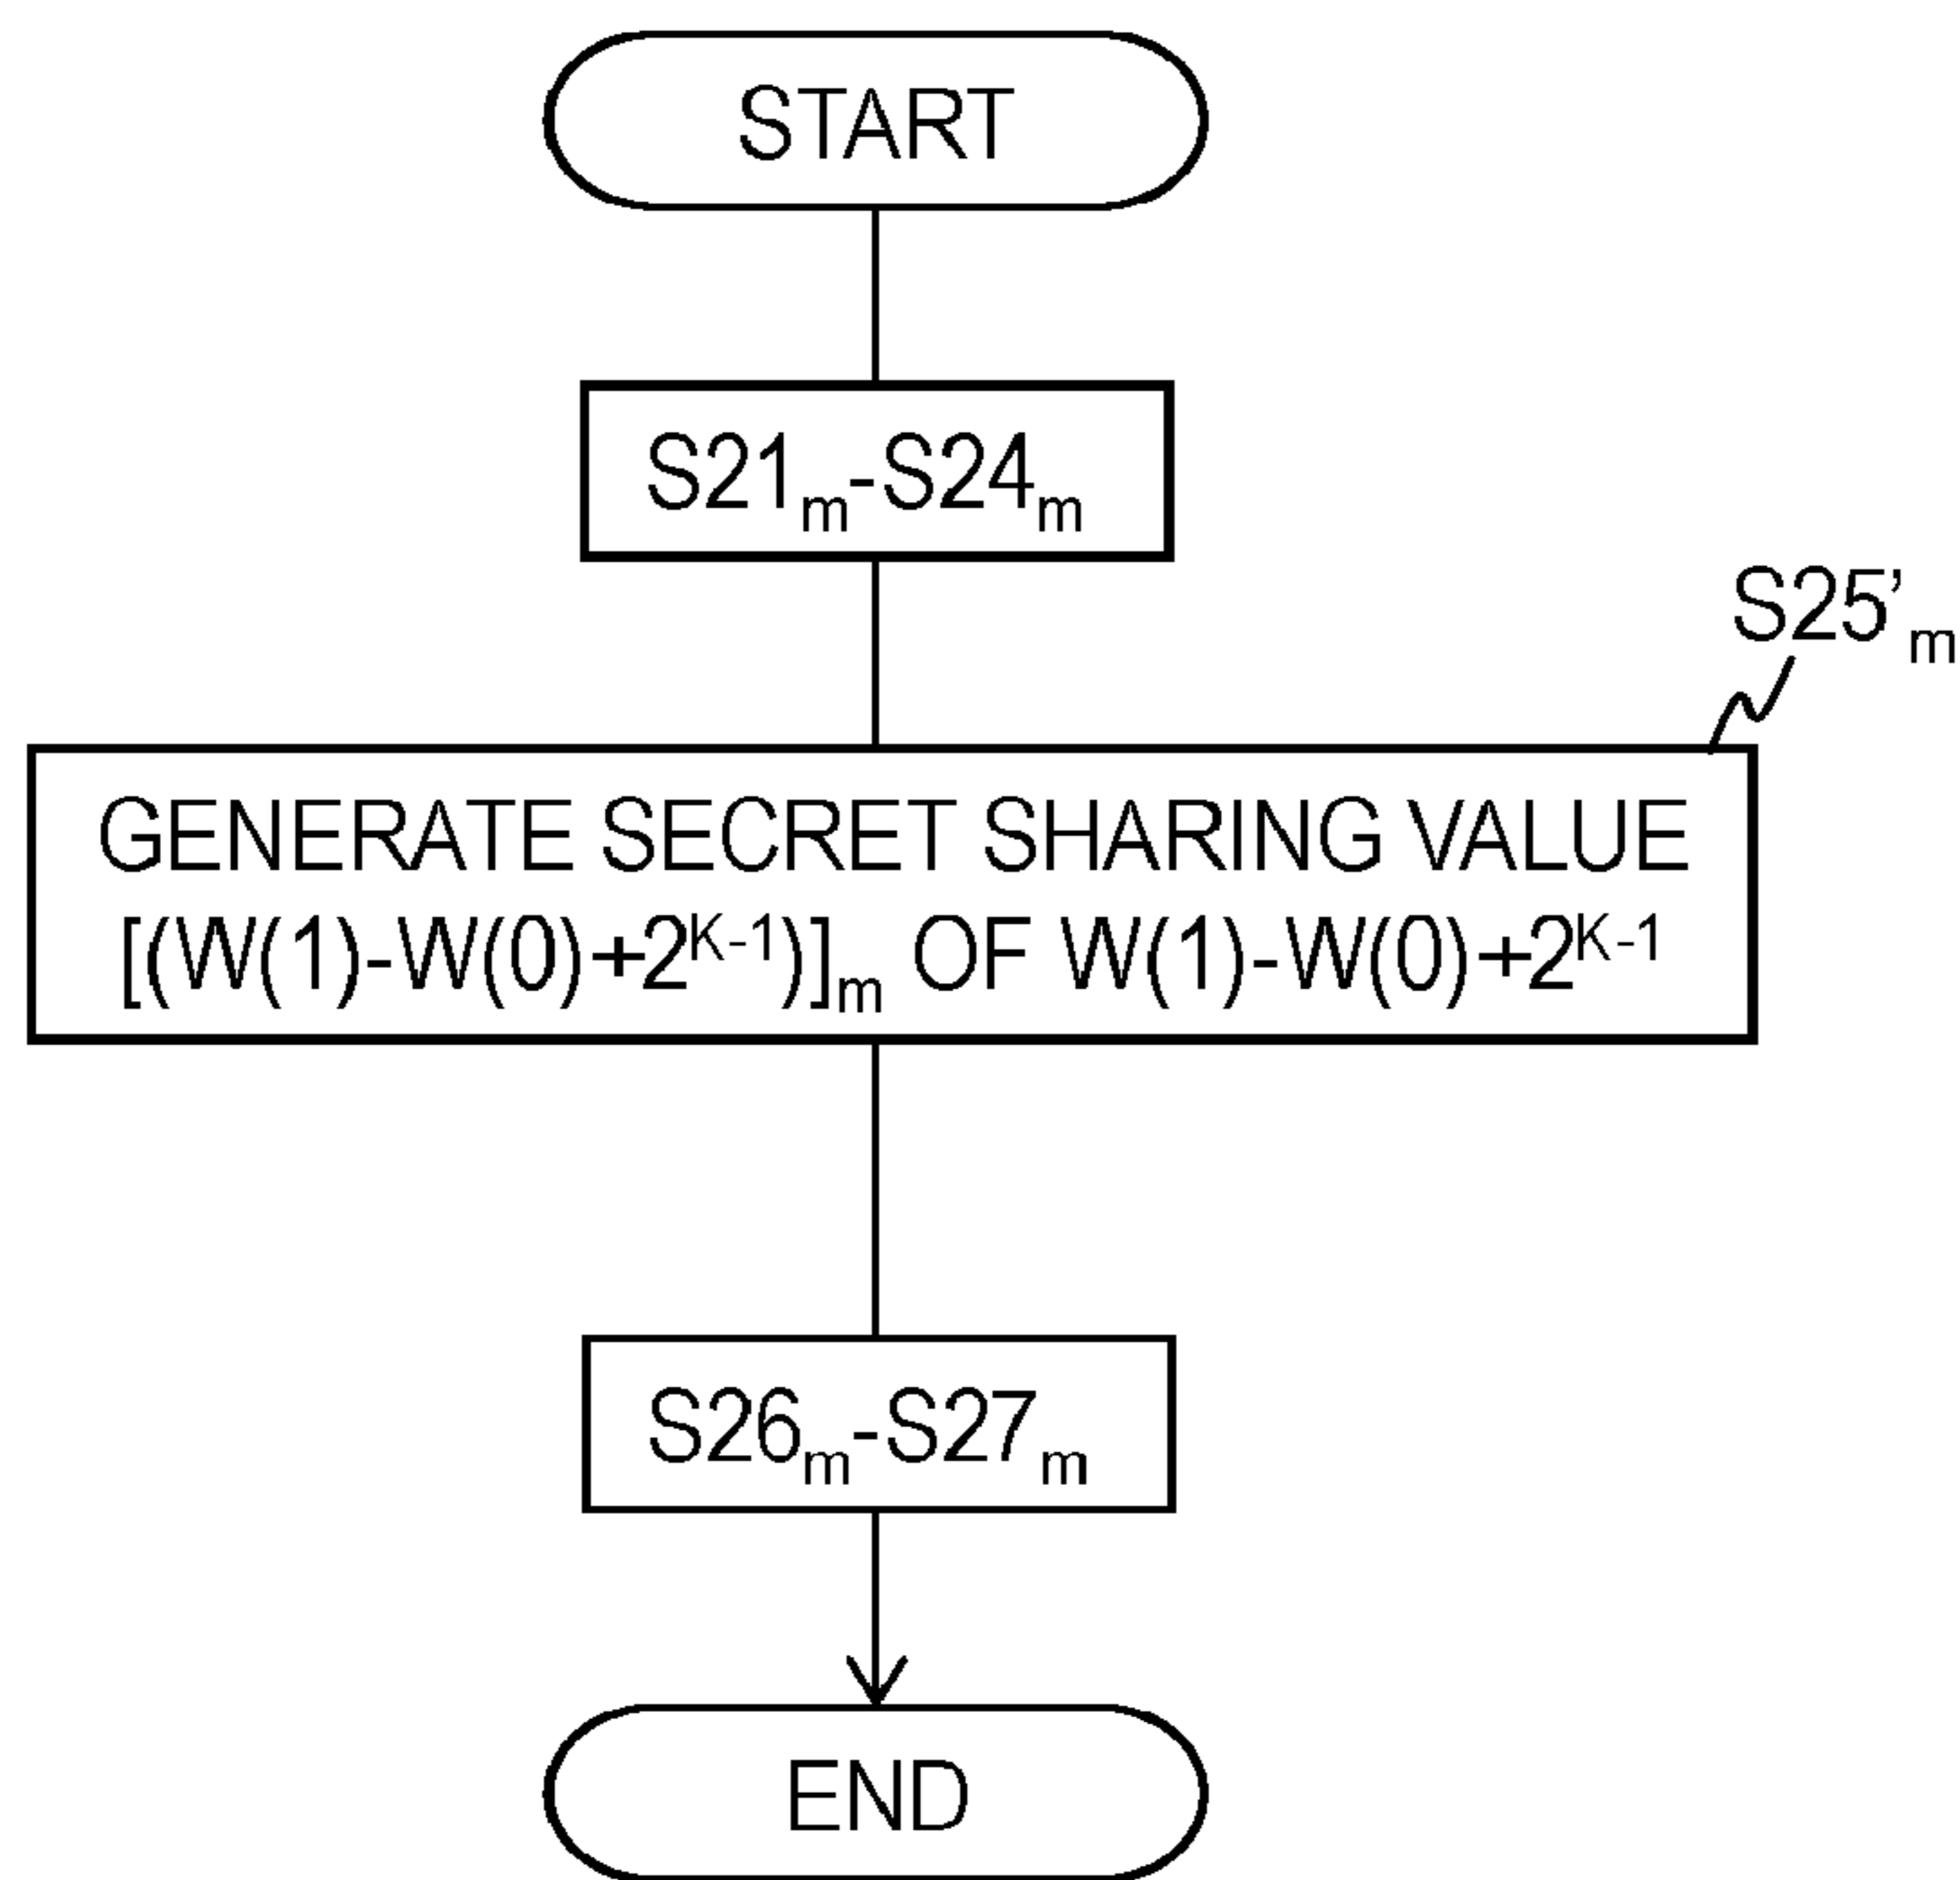 START
S21ₘ-S24ₘ
S25'ₘ
GENERATE SECRET SHARING VALUE
[(W(1)-W(0)+2ᴷ⁻¹)]ₘ OF W(1)-W(0)+2ᴷ⁻¹
S26ₘ-S27ₘ
END